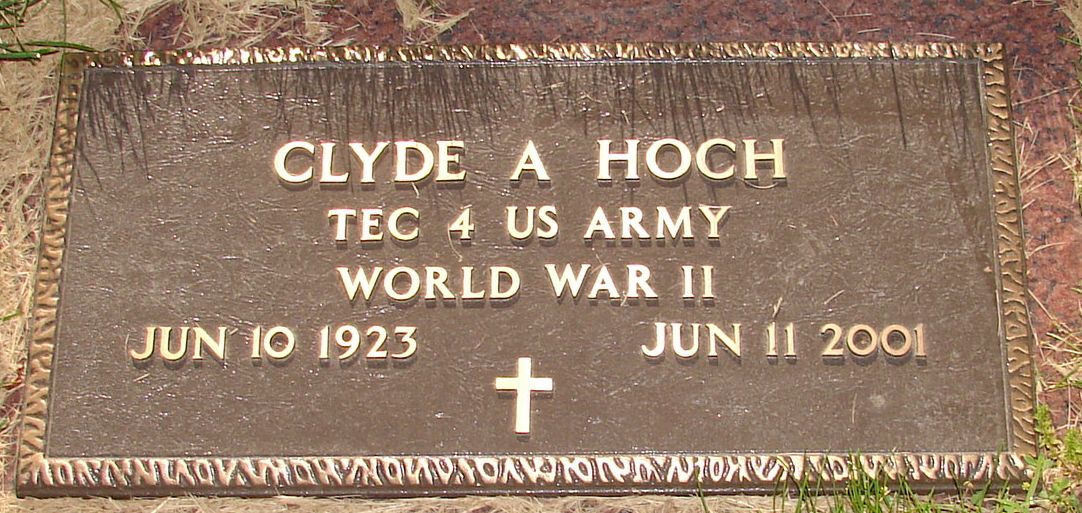 CLYDE A HOCH
TEC 4 US ARMY
WORLD WAR II
JUN 10 1923 JUN 11 2001